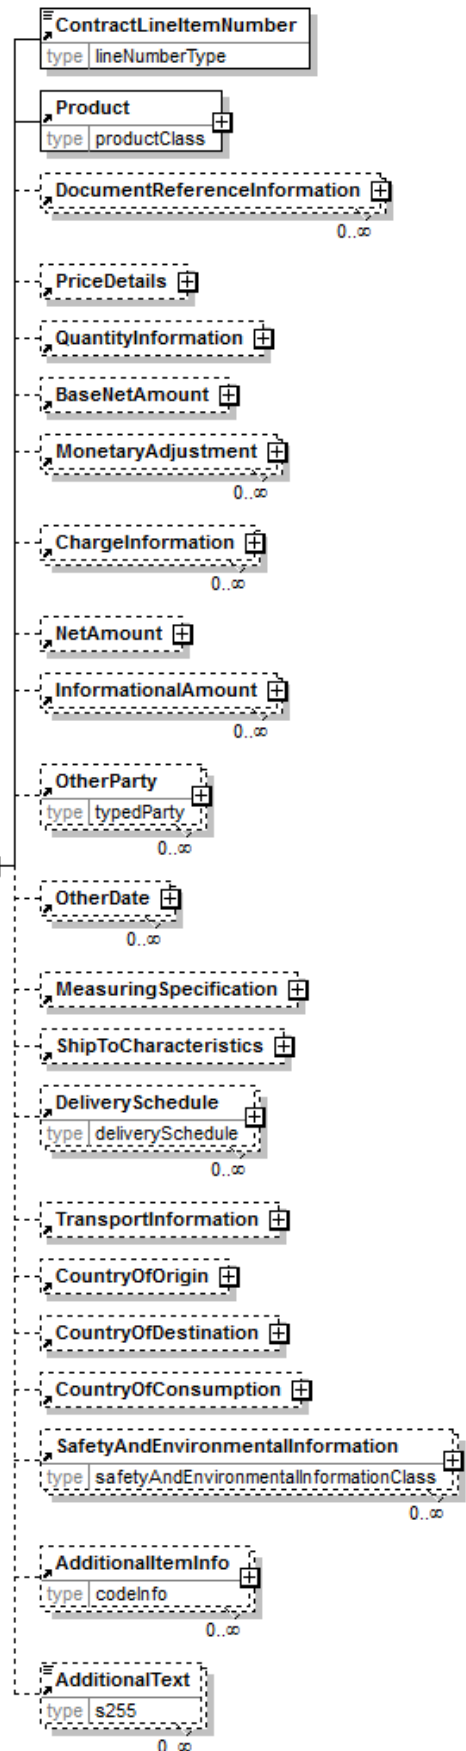 ContractLineItemNumber
type lineNumberType
Product
type productClass
DocumentReferenceInformation
0..∞
PriceDetails
QuantityInformation
BaseNetAmount
MonetaryAdjustment
0..∞
ChargeInformation
0..∞
NetAmount
InformationalAmount
0..∞
OtherParty
type typedParty
0..∞
OtherDate
0..∞
MeasuringSpecification
ShipToCharacteristics
DeliverySchedule
type deliverySchedule
0..∞
TransportInformation
CountryOfOrigin
CountryOfDestination
CountryOfConsumption
SafetyAndEnvironmentalInformation
type safetyAndEnvironmentalInformationClass
0..∞
AdditionalItemInfo
type codeInfo
0..∞
AdditionalText
type s255
0..∞